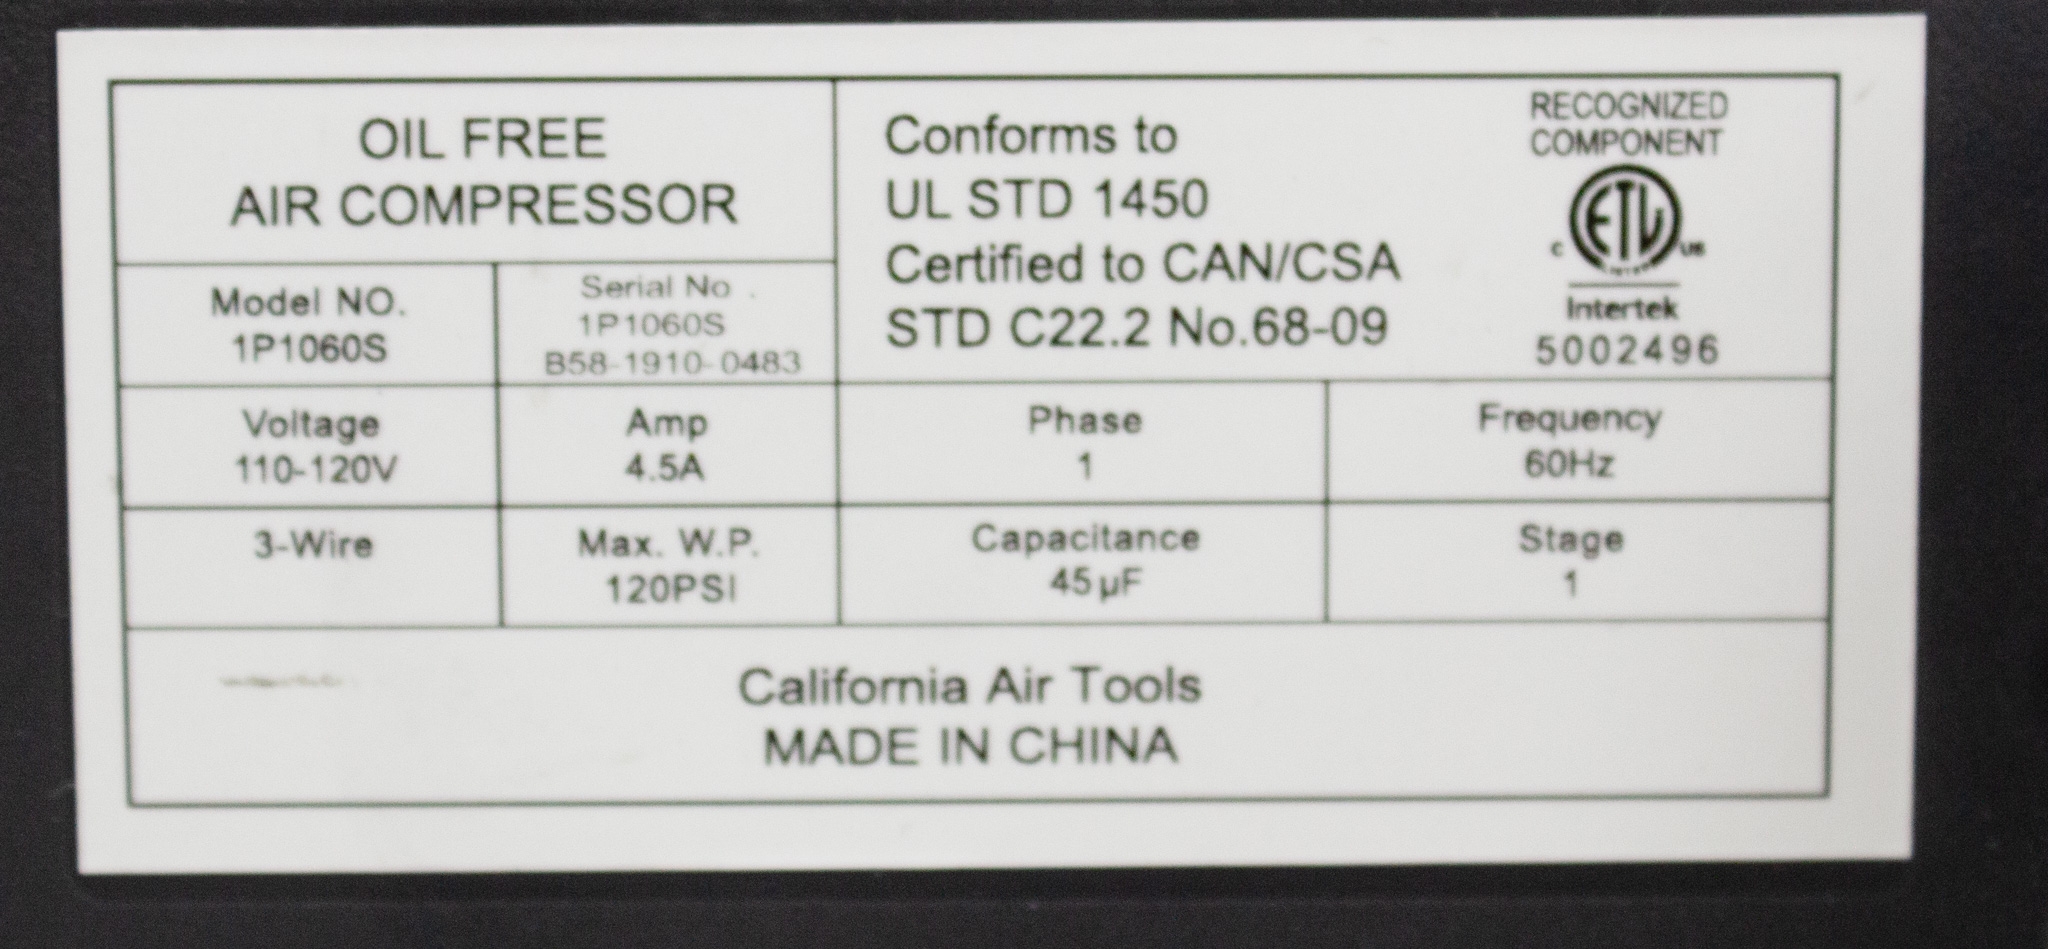 OIL FREE
AIR COMPRESSOR
Conforms to
UL STD 1450
Certified to CAN/CSA
STD C22.2 No.68-09
RECOGNIZED
COMPONENT
ETL
C US
Intertek
5002496
Model NO.
1P1060S
Serial No .
1P1060S
B58-1910-0483
Voltage
110-120V
Amp
4.5A
Phase
1
Frequency
60Hz
3-Wire
Max. W.P.
120PSI
Capacitance
45µF
Stage
1
California Air Tools
MADE IN CHINA